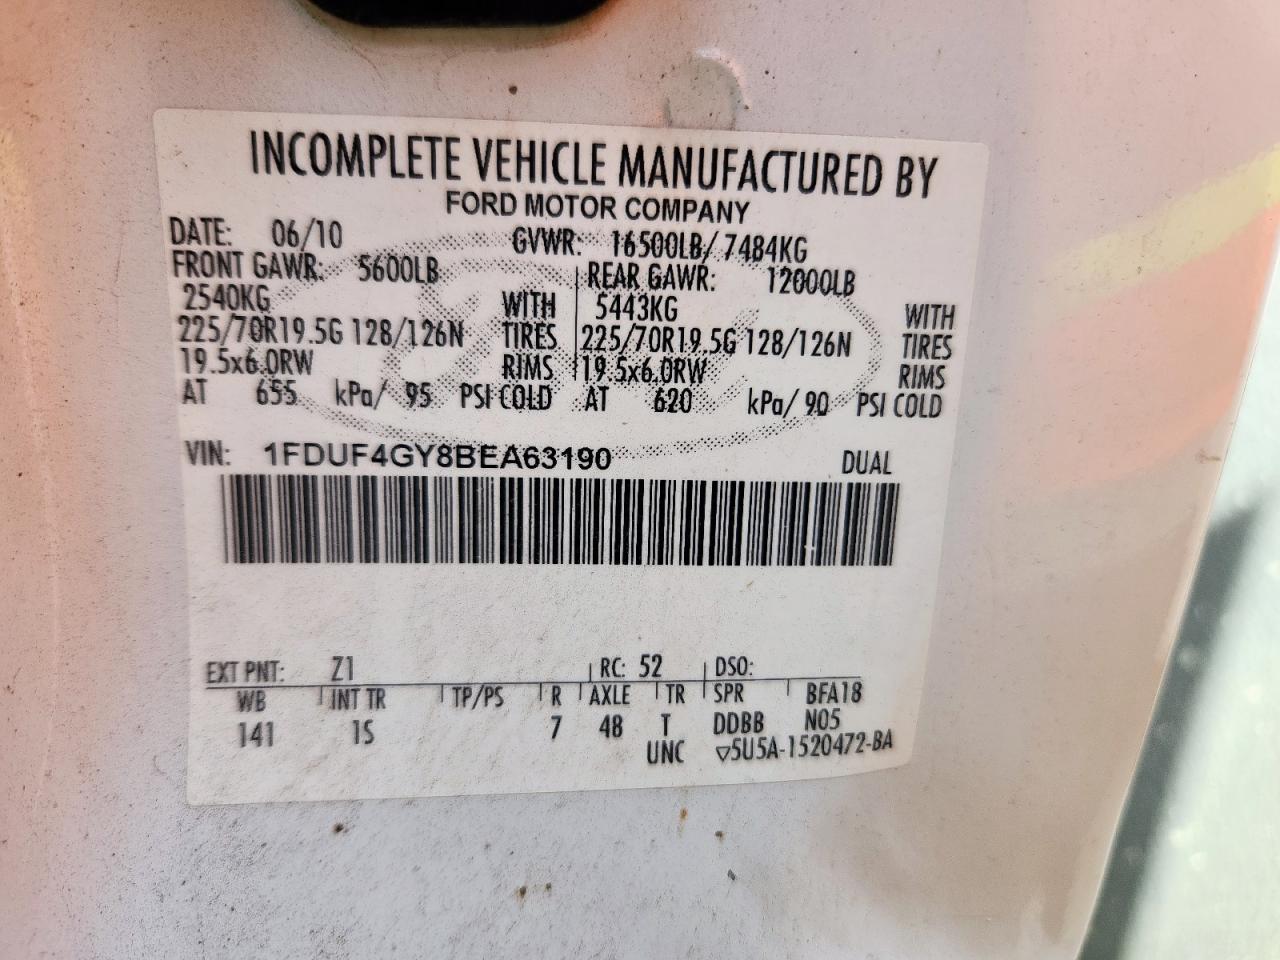 INCOMPLETE VEHICLE MANUFACTURED BY
FORD MOTOR COMPANY
DATE: 06/10 GVWR: 16500LB/ 7484KG
FRONT GAWR: 5600LB REAR GAWR: 12000LB
2540KG WITH 5443KG WITH
225/70R19.5G 128/126N TIRES 225/70R19.5G 128/126N TIRES
19.5x6.0RW RIMS 19.5x6.0RW RIMS
AT 655 kPa/ 95 PSI COLD AT 620 kPa/ 90 PSI COLD
VIN: 1FDUF4GY8BEA63190 DUAL
EXT PNT: Z1 RC: 52 DSO:
WB INT TR TP/PS R AXLE TR SPR BFA18
141 1S 7 48 T DDBB N05
UNC ▽5U5A-1520472-BA